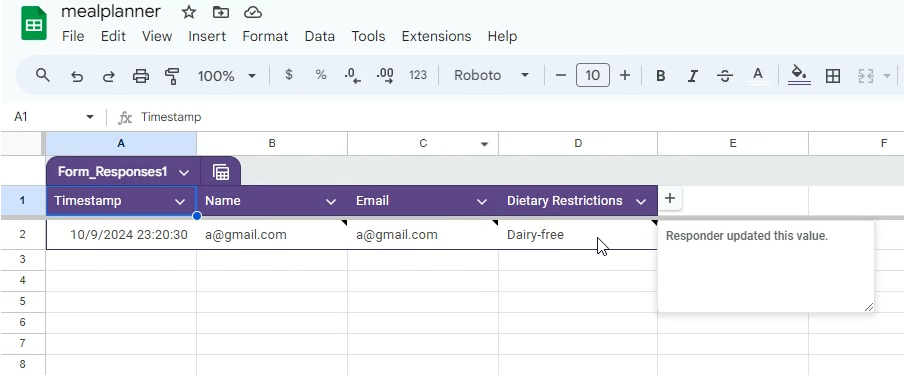 mealplanner
File Edit View Insert Format Data Tools Extensions Help
100% $ % .0 .00 123 Roboto − 10 + B I S A
A1 fx Timestamp
A B C D E F
Form_Responses1
1 Timestamp Name Email Dietary Restrictions +
2 10/9/2024 23:20:30 a@gmail.com a@gmail.com Dairy-free Responder updated this value.
3
4
5
6
7
8